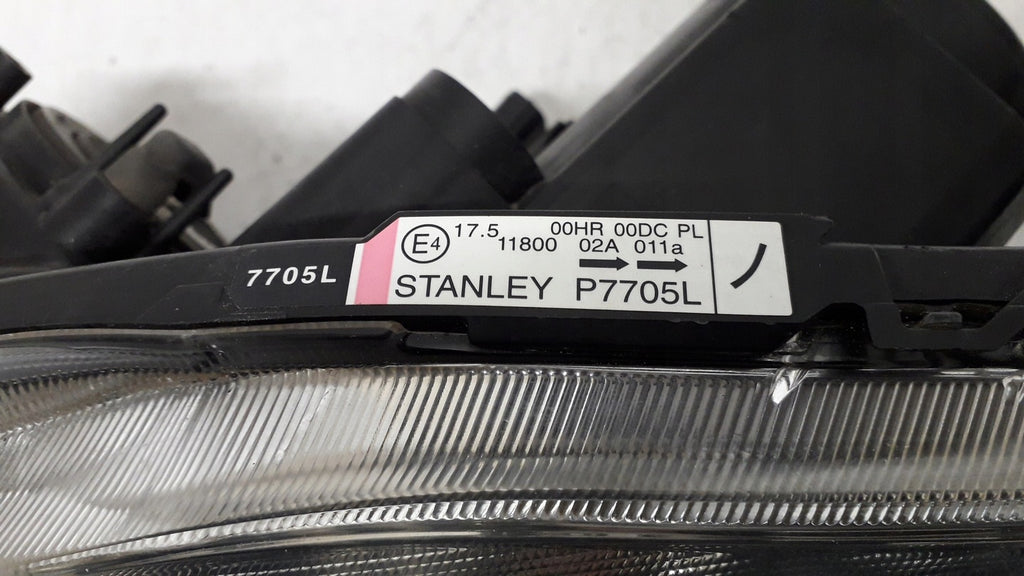 7705L
E4 17.5 00HR 00DC PL
11800 02A 011a
STANLEY P7705L